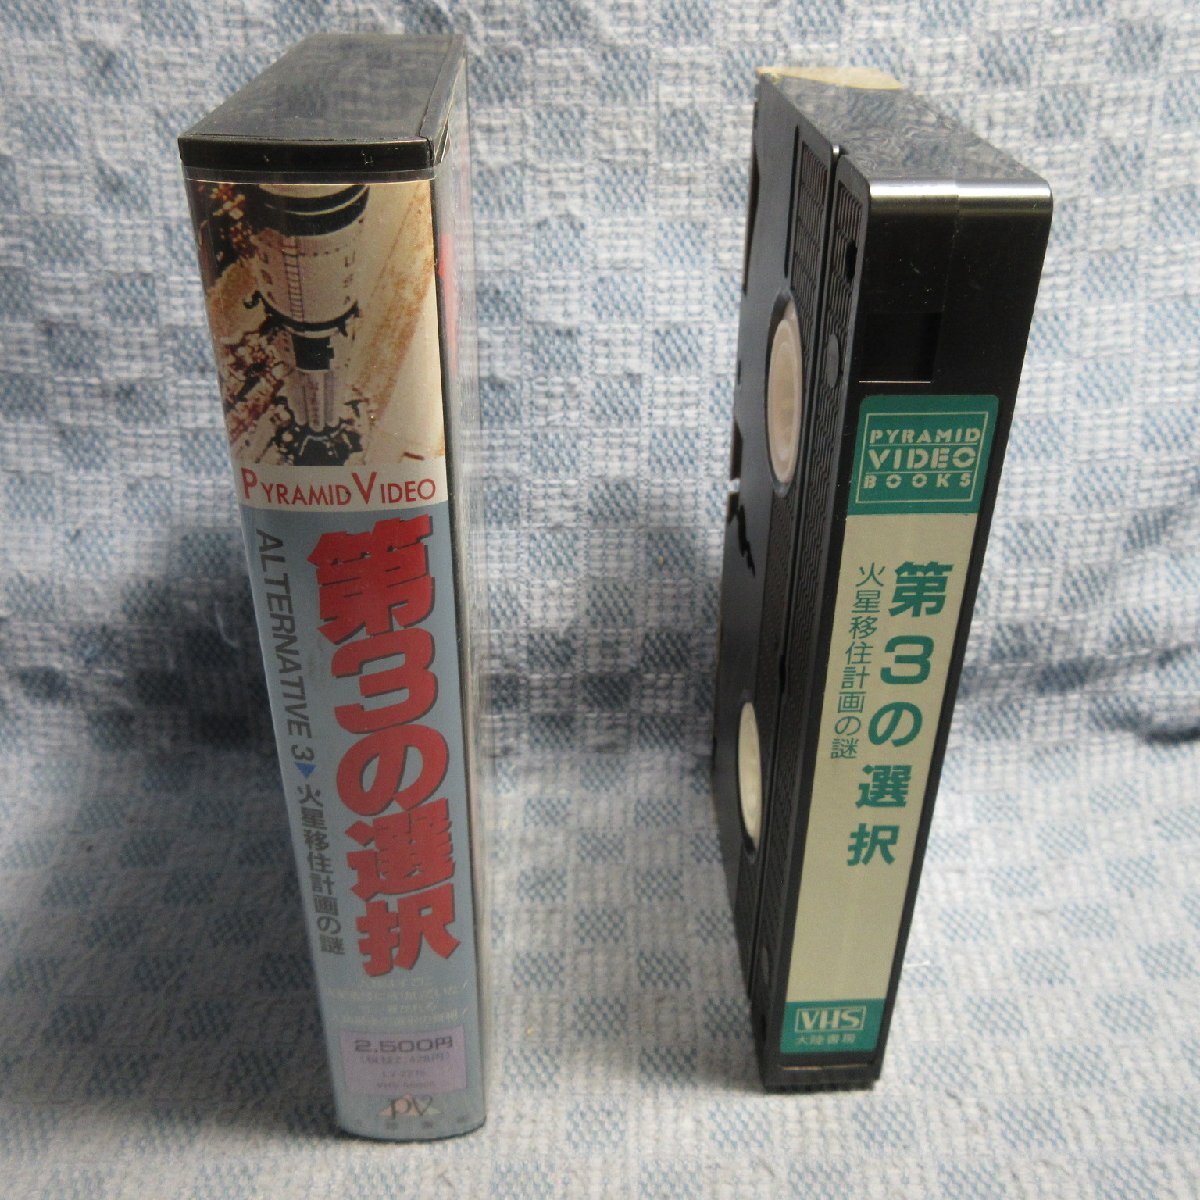 PYRAMID VIDEO
第3の選択
ALTERNATIVE 3▶火星移住計画の謎
2,500円
PYRAMID
VIDEO
BOOKS
第3の選択
火星移住計画の謎
VHS
大陸書房